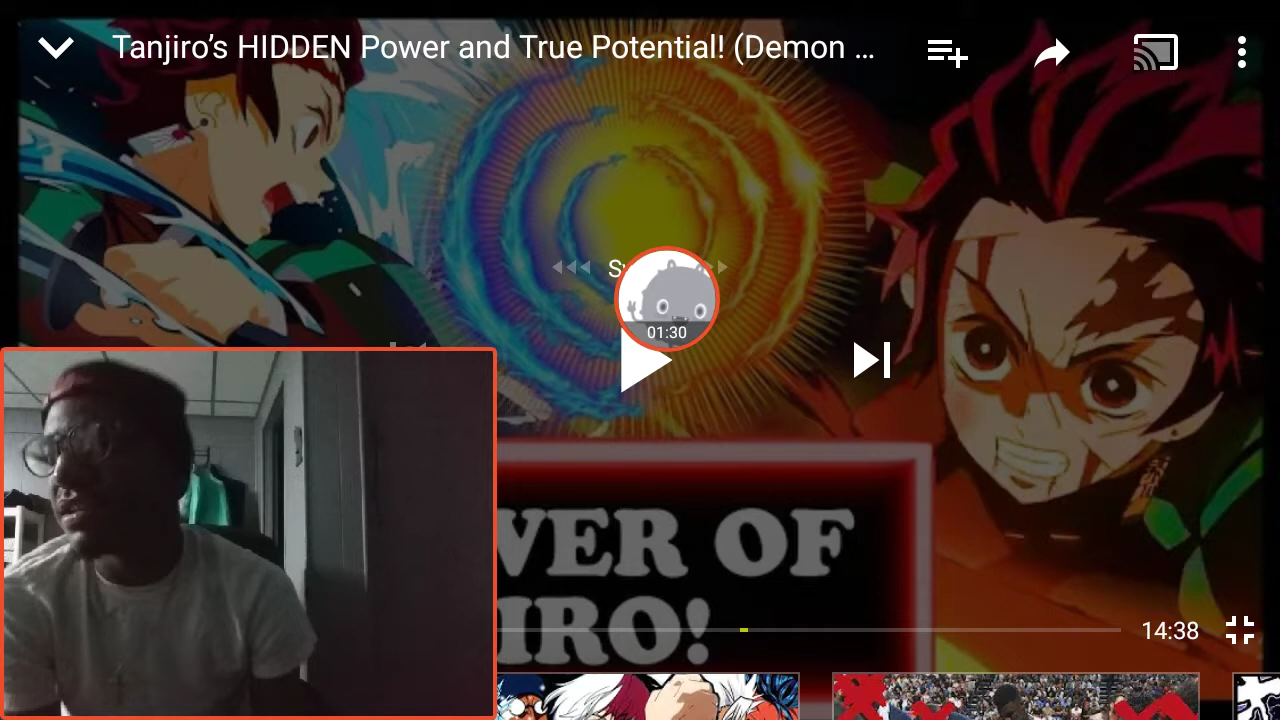 Tanjiro’s HIDDEN Power and True Potential! (Demon ...
01:30
VER OF
IRO!
14:38